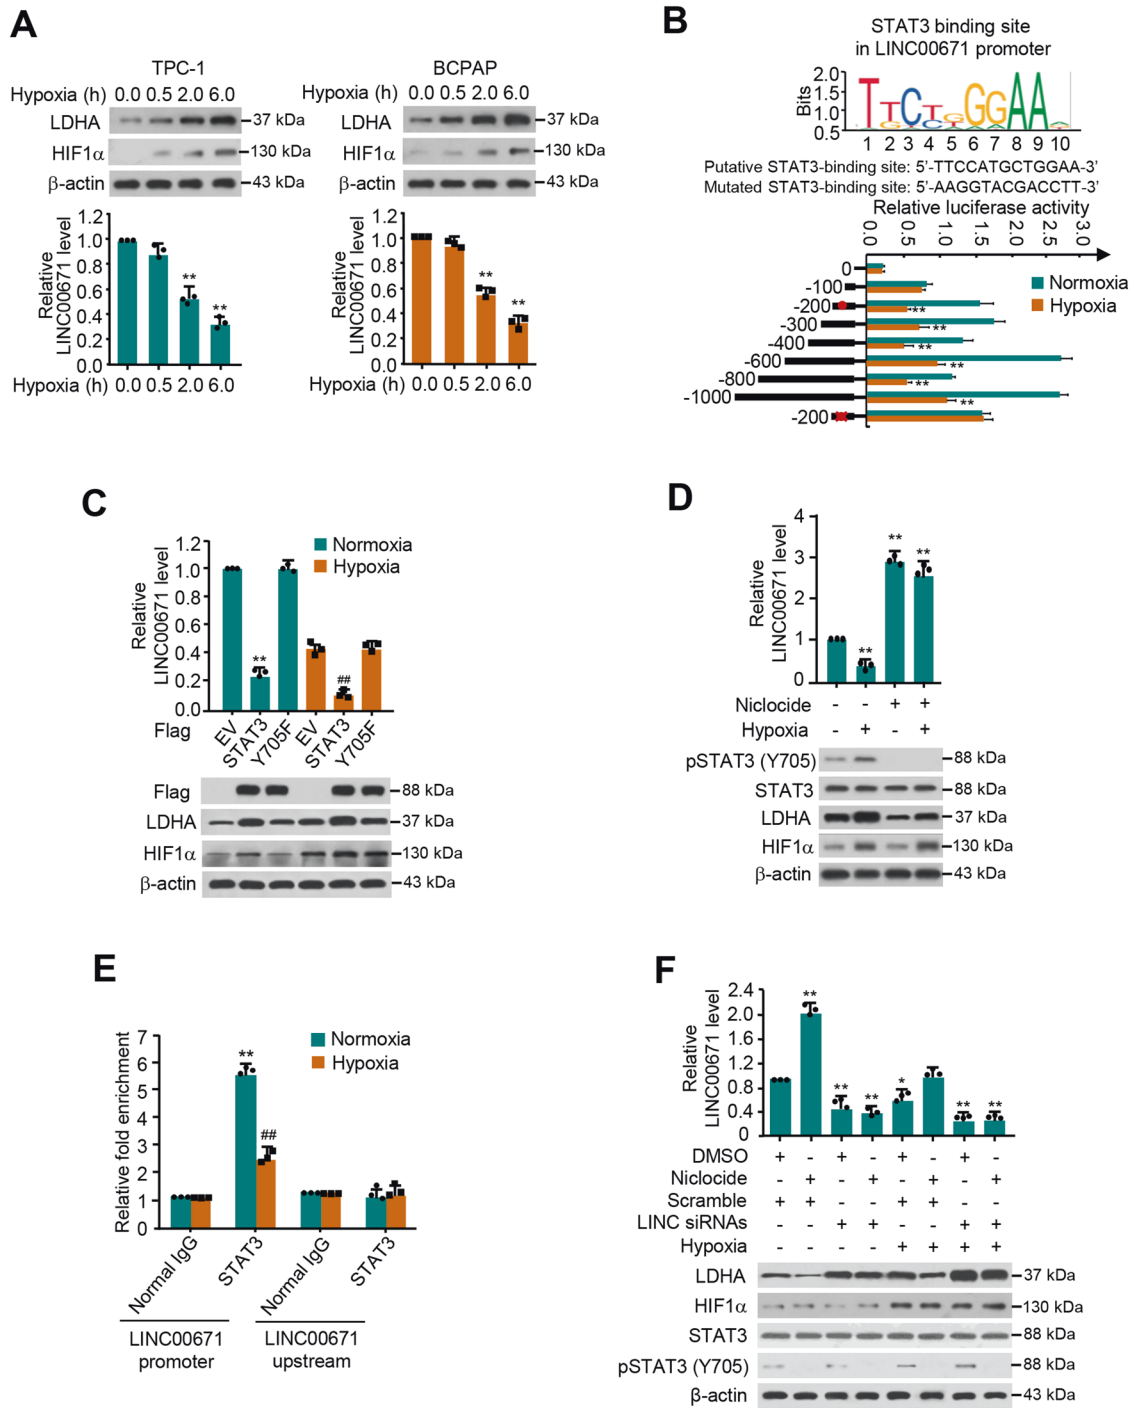 A
TPC-1
Hypoxia (h) 0.0 0.5 2.0 6.0
LDHA 37 kDa
HIF1α 130 kDa
β-actin 43 kDa
Relative
LINC00671 level
1.2
1.0
0.8
0.6
0.4
0.2
0.0
**
**
Hypoxia (h) 0.0 0.5 2.0 6.0
BCPAP
Hypoxia (h) 0.0 0.5 2.0 6.0
LDHA 37 kDa
HIF1α 130 kDa
β-actin 43 kDa
Relative
LINC00671 level
1.2
1.0
0.8
0.6
0.4
0.2
0.0
**
**
Hypoxia (h) 0.0 0.5 2.0 6.0
B
STAT3 binding site
in LINC00671 promoter
Bits
2.0
1.5
1.0
0.5
TTCTGGGAA
1 2 3 4 5 6 7 8 9 10
Putative STAT3-binding site: 5'-TTCCATGCTGGAA-3'
Mutated STAT3-binding site: 5'-AAGGTACGACCTT-3'
Relative luciferase activity
0.0 0.5 1.0 1.5 2.0 2.5 3.0
0
-100
-200 **
-300 **
-400 **
-600 **
-800 **
-1000 **
-200
Normoxia
Hypoxia
C
Relative
LINC00671 level
1.2
1.0
0.8
0.6
0.4
0.2
0.0
**
##
Normoxia
Hypoxia
Flag EV STAT3 Y705F EV STAT3 Y705F
Flag 88 kDa
LDHA 37 kDa
HIF1α 130 kDa
β-actin 43 kDa
D
Relative
LINC00671 level
4
3
2
1
0
** ** **
Niclocide - - + +
Hypoxia - + - +
pSTAT3 (Y705) 88 kDa
STAT3 88 kDa
LDHA 37 kDa
HIF1α 130 kDa
β-actin 43 kDa
E
Relative fold enrichment
7
6
5
4
3
2
1
0
**
##
Normoxia
Hypoxia
Normal IgG STAT3 Normal IgG STAT3
LINC00671
promoter
LINC00671
upstream
F
Relative
LINC00671 level
2.4
2.0
1.6
1.2
0.8
0.4
0
** ** ** * ** **
DMSO + - + - + - + -
Niclocide - + - + - + - +
Scramble + + - - + + - -
LINC siRNAs - - + + - - + +
Hypoxia - - - - + + + +
LDHA 37 kDa
HIF1α 130 kDa
STAT3 88 kDa
pSTAT3 (Y705) 88 kDa
β-actin 43 kDa